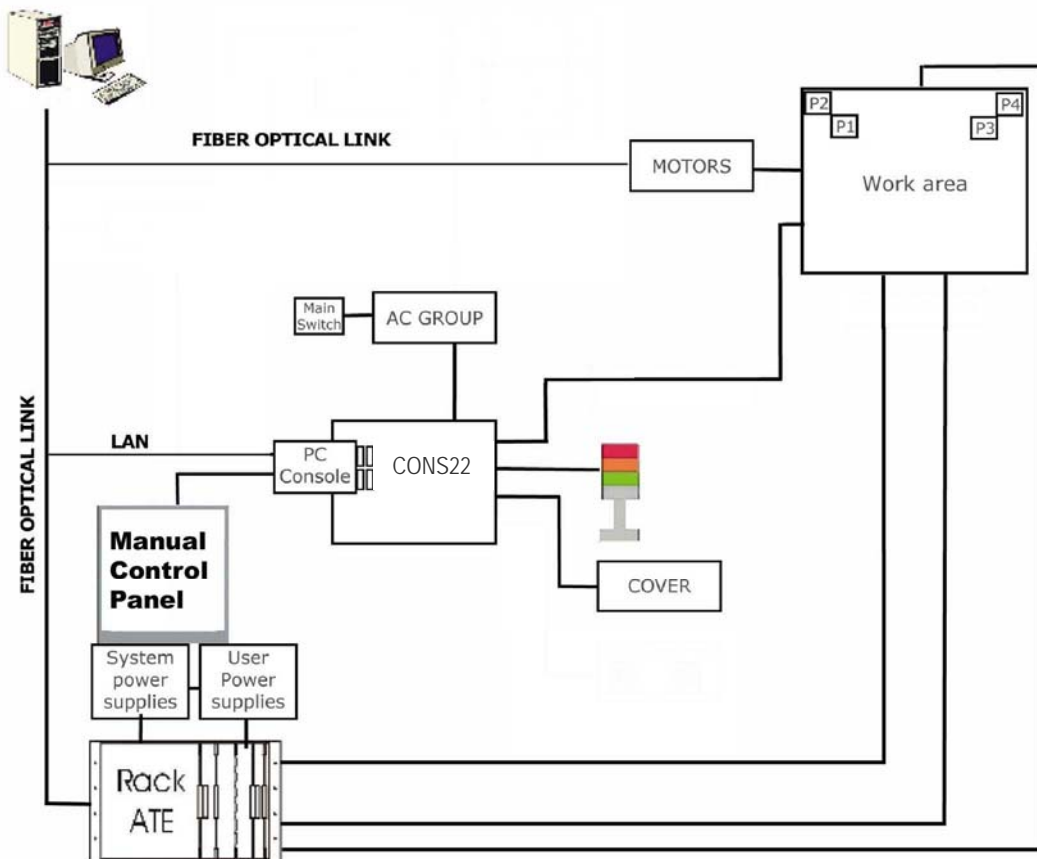 FIBER OPTICAL LINK
MOTORS
P2
P4
P1
P3
Work area
Main
Switch
AC GROUP
FIBER OPTICAL LINK
LAN
PC
Console
CONS22
Manual
Control
Panel
COVER
System
power
supplies
User
Power
supplies
Rack
ATE